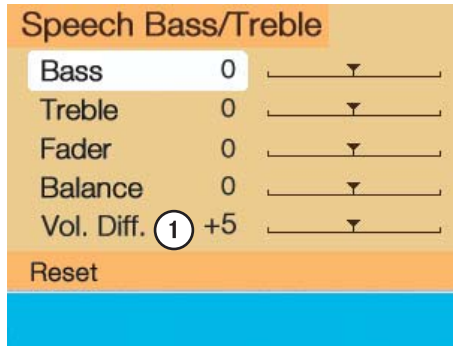 Speech Bass/Treble
Bass 0
Treble 0
Fader 0
Balance 0
Vol. Diff. 1 +5
Reset